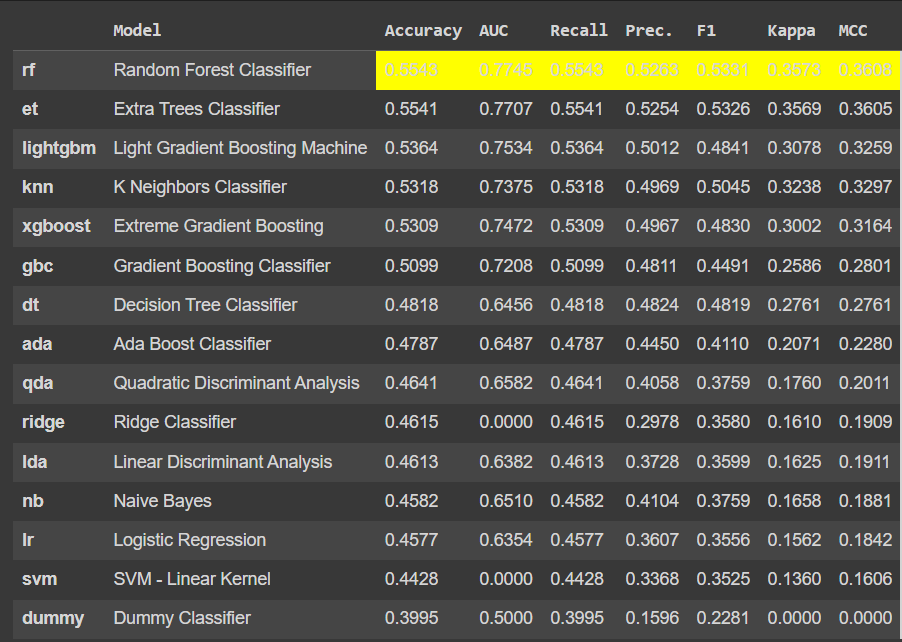 Model Accuracy AUC Recall Prec. F1 Kappa MCC
rf Random Forest Classifier 0.5543 0.7745 0.5543 0.5263 0.5331 0.3573 0.3608
et Extra Trees Classifier 0.5541 0.7707 0.5541 0.5254 0.5326 0.3569 0.3605
lightgbm Light Gradient Boosting Machine 0.5364 0.7534 0.5364 0.5012 0.4841 0.3078 0.3259
knn K Neighbors Classifier 0.5318 0.7375 0.5318 0.4969 0.5045 0.3238 0.3297
xgboost Extreme Gradient Boosting 0.5309 0.7472 0.5309 0.4967 0.4830 0.3002 0.3164
gbc Gradient Boosting Classifier 0.5099 0.7208 0.5099 0.4811 0.4491 0.2586 0.2801
dt Decision Tree Classifier 0.4818 0.6456 0.4818 0.4824 0.4819 0.2761 0.2761
ada Ada Boost Classifier 0.4787 0.6487 0.4787 0.4450 0.4110 0.2071 0.2280
qda Quadratic Discriminant Analysis 0.4641 0.6582 0.4641 0.4058 0.3759 0.1760 0.2011
ridge Ridge Classifier 0.4615 0.0000 0.4615 0.2978 0.3580 0.1610 0.1909
lda Linear Discriminant Analysis 0.4613 0.6382 0.4613 0.3728 0.3599 0.1625 0.1911
nb Naive Bayes 0.4582 0.6510 0.4582 0.4104 0.3759 0.1658 0.1881
lr Logistic Regression 0.4577 0.6354 0.4577 0.3607 0.3556 0.1562 0.1842
svm SVM - Linear Kernel 0.4428 0.0000 0.4428 0.3368 0.3525 0.1360 0.1606
dummy Dummy Classifier 0.3995 0.5000 0.3995 0.1596 0.2281 0.0000 0.0000